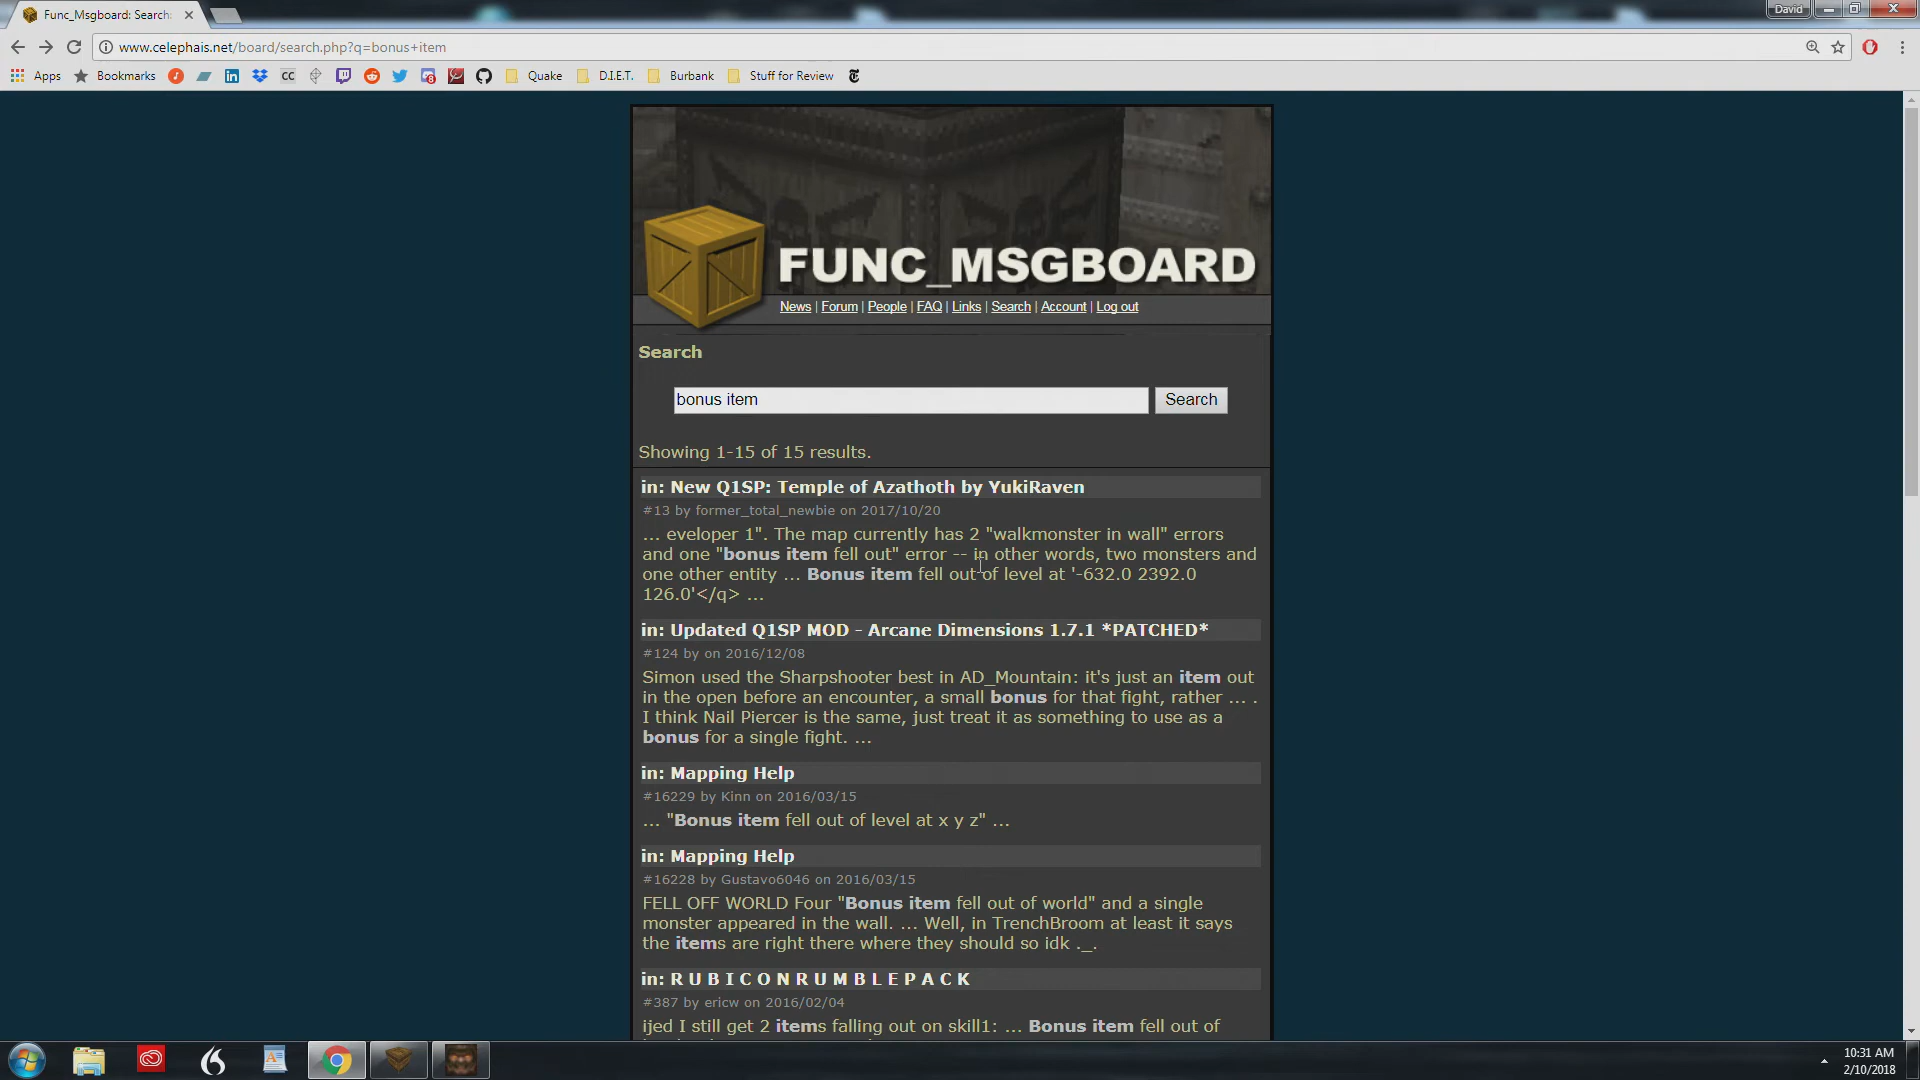 Func_Msgboard: Search:
David
www.celephais.net/board/search.php?q=bonus+item
Apps Bookmarks CC Quake D.I.E.T. Burbank Stuff for Review
FUNC_MSGBOARD
News | Forum | People | FAQ | Links | Search | Account | Log out
Search
bonus item Search
Showing 1-15 of 15 results.
in: New Q1SP: Temple of Azathoth by YukiRaven
#13 by former_total_newbie on 2017/10/20
... eveloper 1". The map currently has 2 "walkmonster in wall" errors
and one "bonus item fell out" error -- in other words, two monsters and
one other entity ... Bonus item fell out of level at '-632.0 2392.0
126.0'</q> ...
in: Updated Q1SP MOD - Arcane Dimensions 1.7.1 *PATCHED*
#124 by on 2016/12/08
Simon used the Sharpshooter best in AD_Mountain: it's just an item out
in the open before an encounter, a small bonus for that fight, rather ... .
I think Nail Piercer is the same, just treat it as something to use as a
bonus for a single fight. ...
in: Mapping Help
#16229 by Kinn on 2016/03/15
... "Bonus item fell out of level at x y z" ...
in: Mapping Help
#16228 by Gustavo6046 on 2016/03/15
FELL OFF WORLD Four "Bonus item fell out of world" and a single
monster appeared in the wall. ... Well, in TrenchBroom at least it says
the items are right there where they should so idk ._.
in: R U B I C O N R U M B L E P A C K
#387 by ericw on 2016/02/04
ijed I still get 2 items falling out on skill1: ... Bonus item fell out of
10:31 AM
2/10/2018